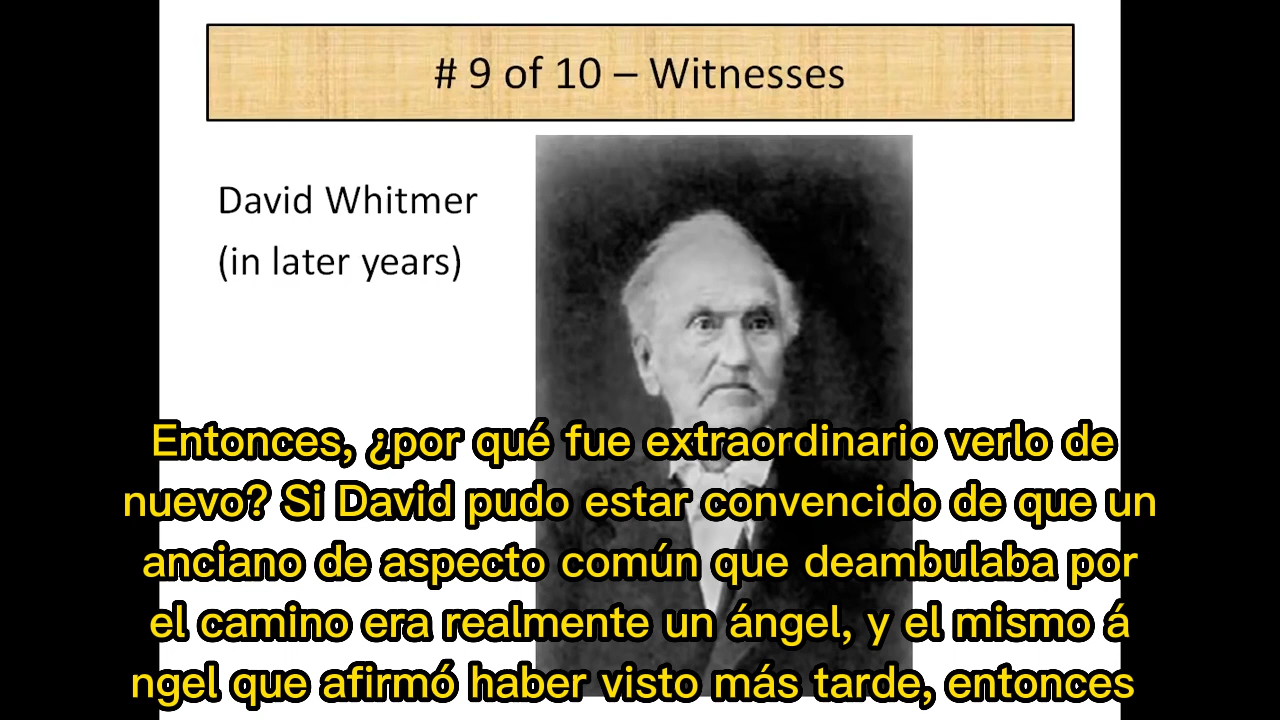 # 9 of 10 – Witnesses
David Whitmer
(in later years)
Entonces, ¿por qué fue extraordinario verlo de
nuevo? Si David pudo estar convencido de que un
anciano de aspecto común que deambulaba por
el camino era realmente un ángel, y el mismo á
ngel que afirmó haber visto más tarde, entonces